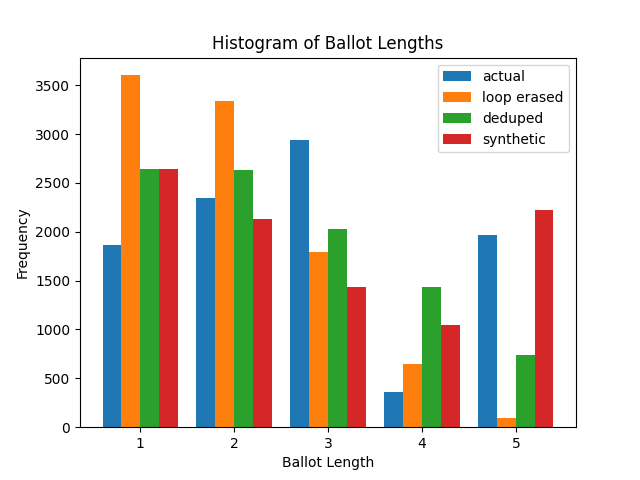 Histogram of Ballot Lengths
actual
loop erased
deduped
synthetic
Frequency
3500
3000
2500
2000
1500
1000
500
0
1 2 3 4 5
Ballot Length